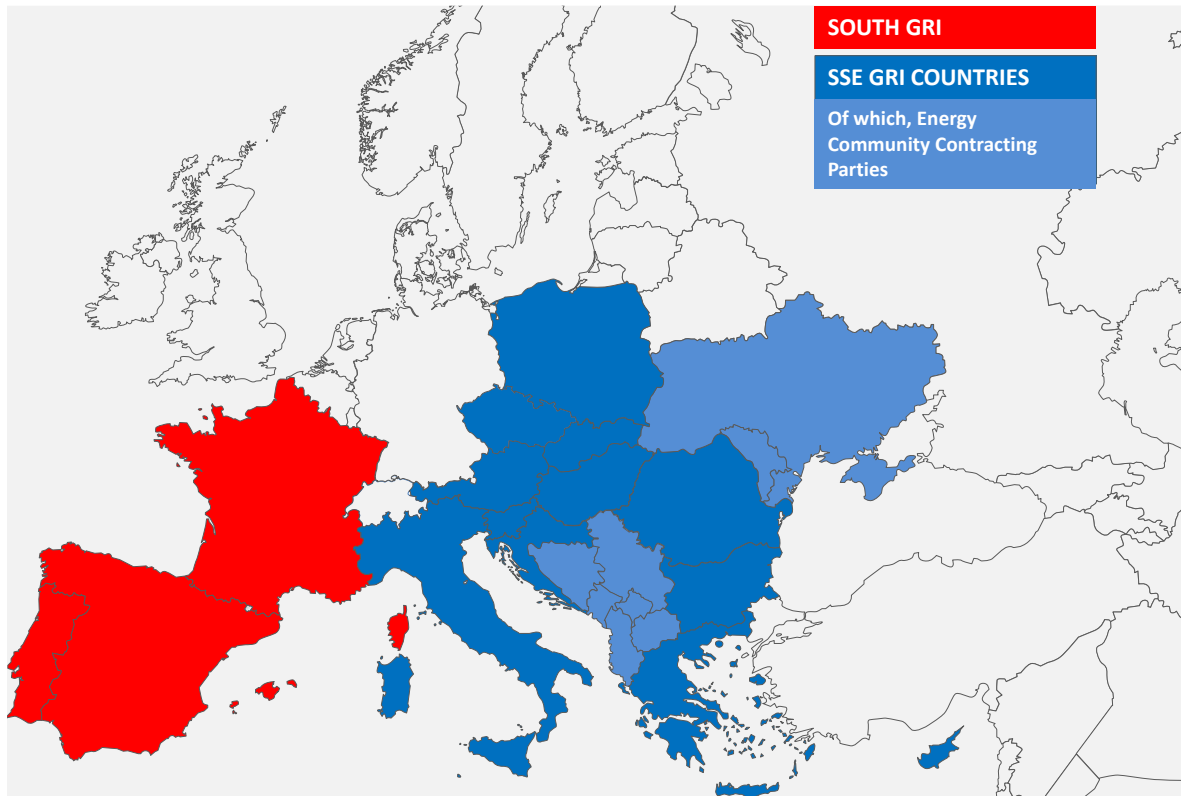 SOUTH GRI
SSE GRI COUNTRIES
Of which, Energy
Community Contracting
Parties